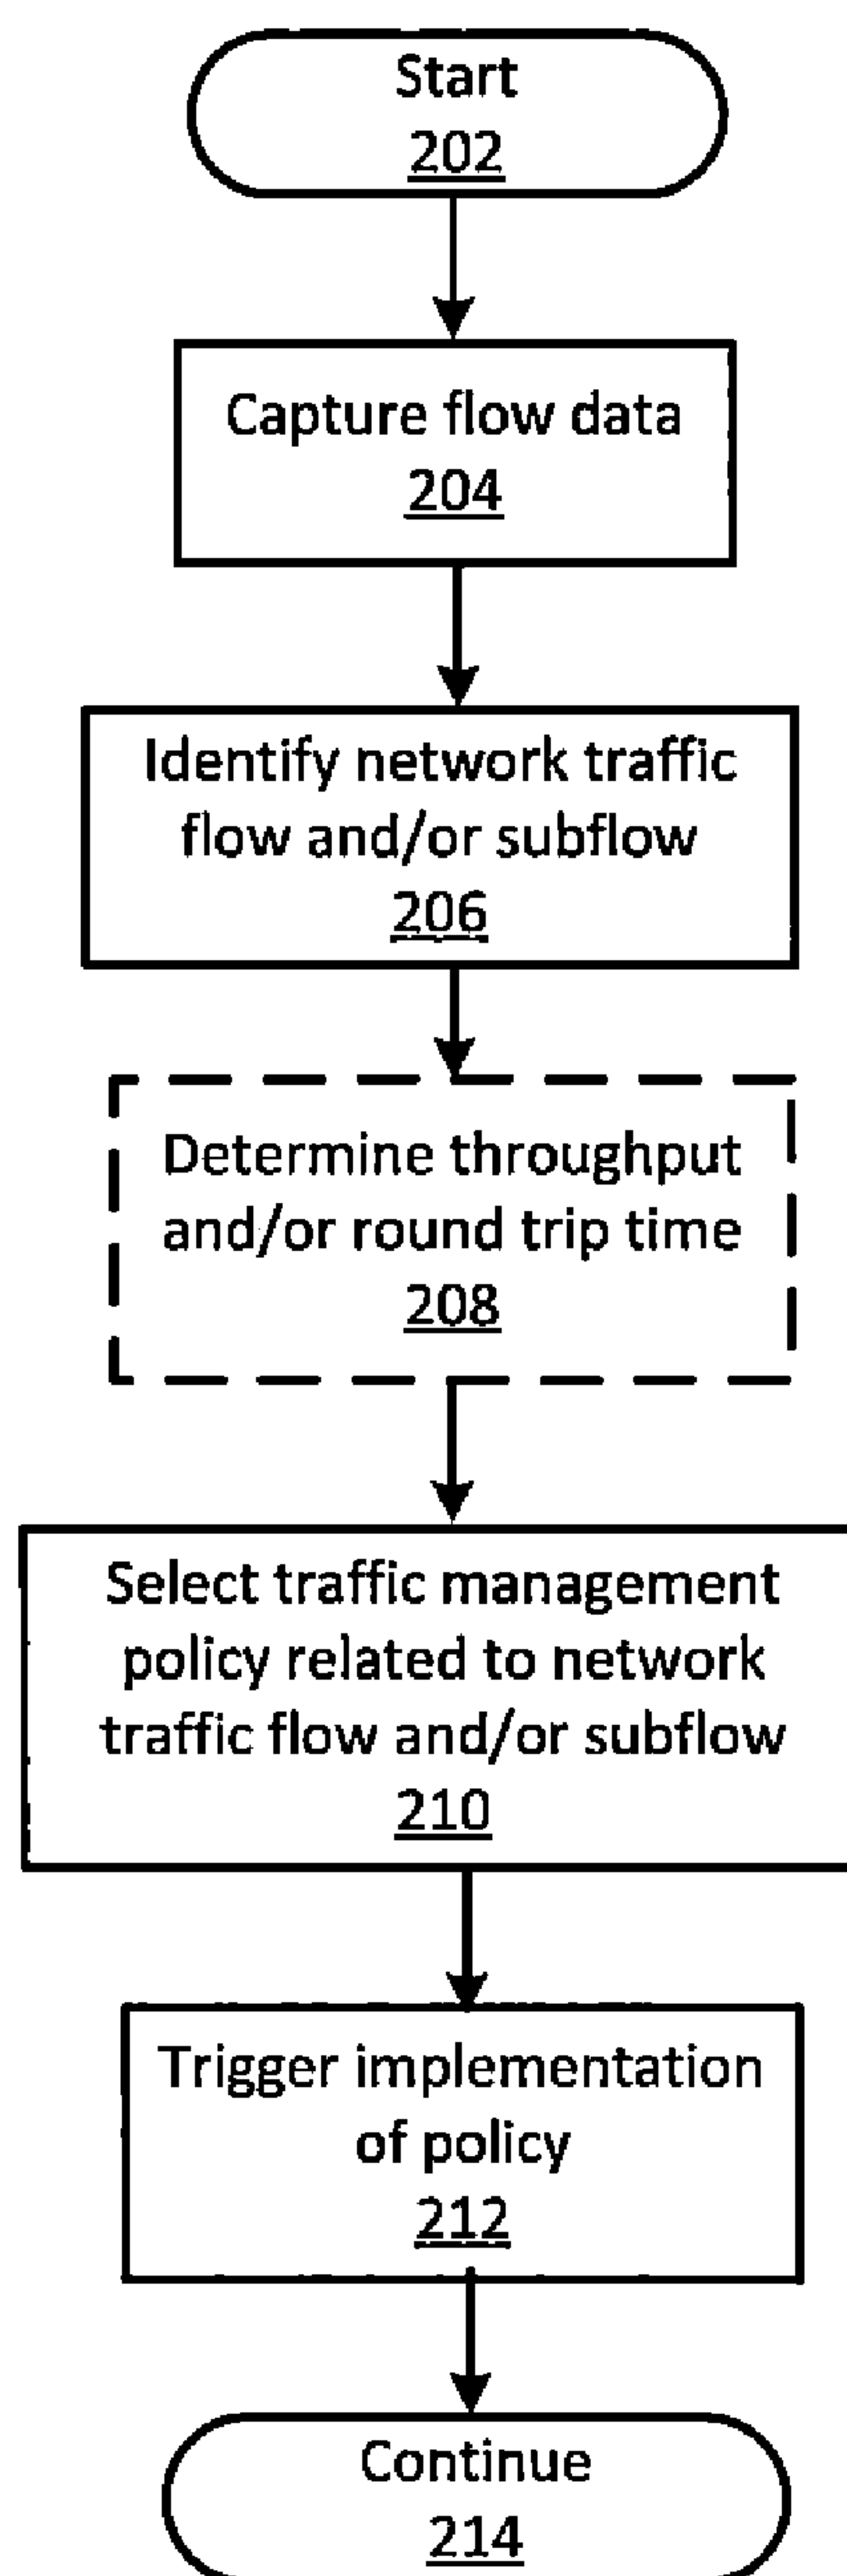 Start
202
Capture flow data
204
Identify network traffic
flow and/or subflow
206
Determine throughput
and/or round trip time
208
Select traffic management
policy related to network
traffic flow and/or subflow
210
Trigger implementation
of policy
212
Continue
214